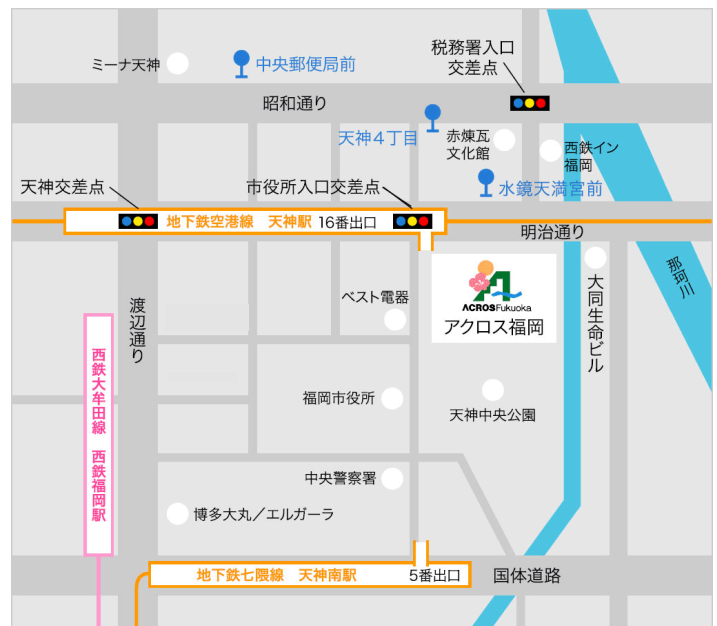 ミーナ天神
中央郵便局前
税務署入口
交差点
昭和通り
天神4丁目
赤煉瓦
文化館
西鉄イン
福岡
天神交差点
市役所入口交差点
水鏡天満宮前
地下鉄空港線 天神駅 16番出口
明治通り
那珂川
ACROS Fukuoka
アクロス福岡
大同生命ビル
渡辺通り
ベスト電器
西鉄大牟田線 西鉄福岡駅
福岡市役所
天神中央公園
中央警察署
博多大丸/エルガーラ
地下鉄七隈線 天神南駅 5番出口
国体道路